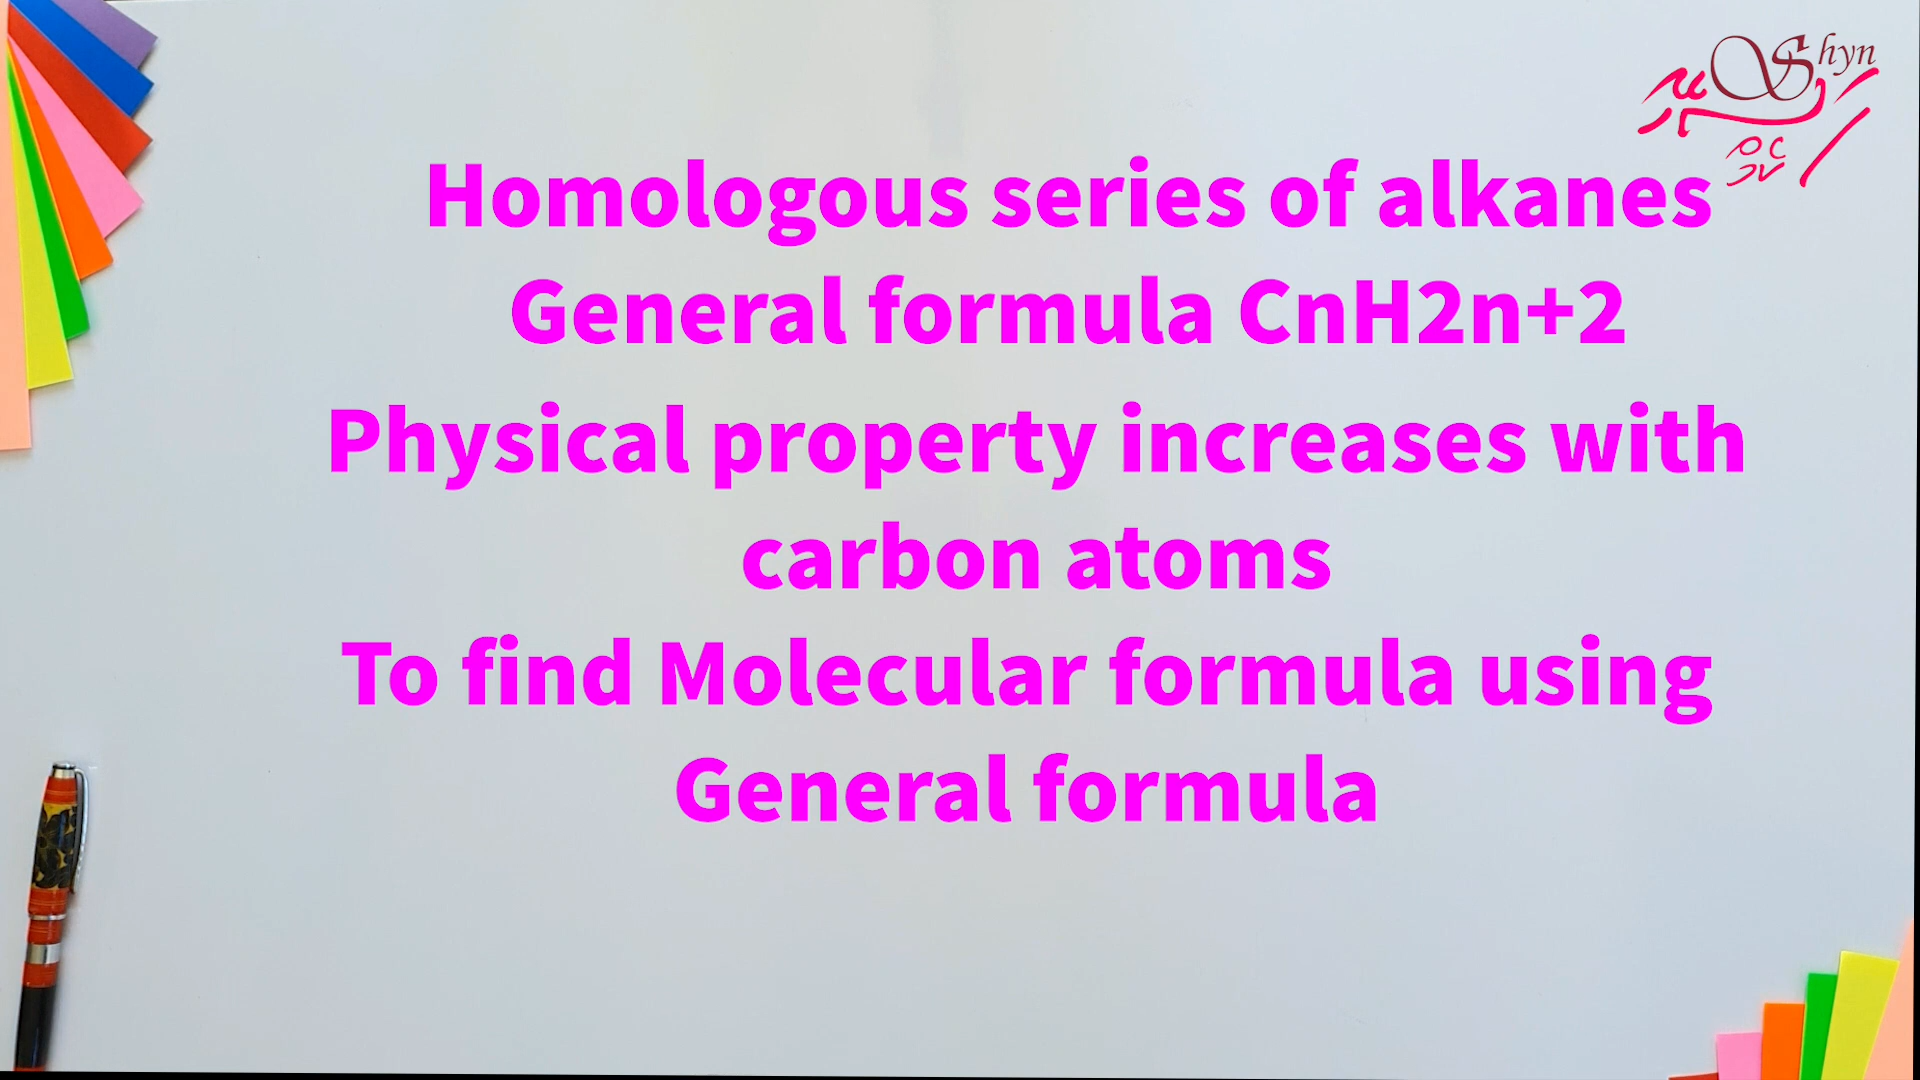 Shyn
Homologous series of alkanes
General formula CnH2n+2
Physical property increases with
carbon atoms
To find Molecular formula using
General formula